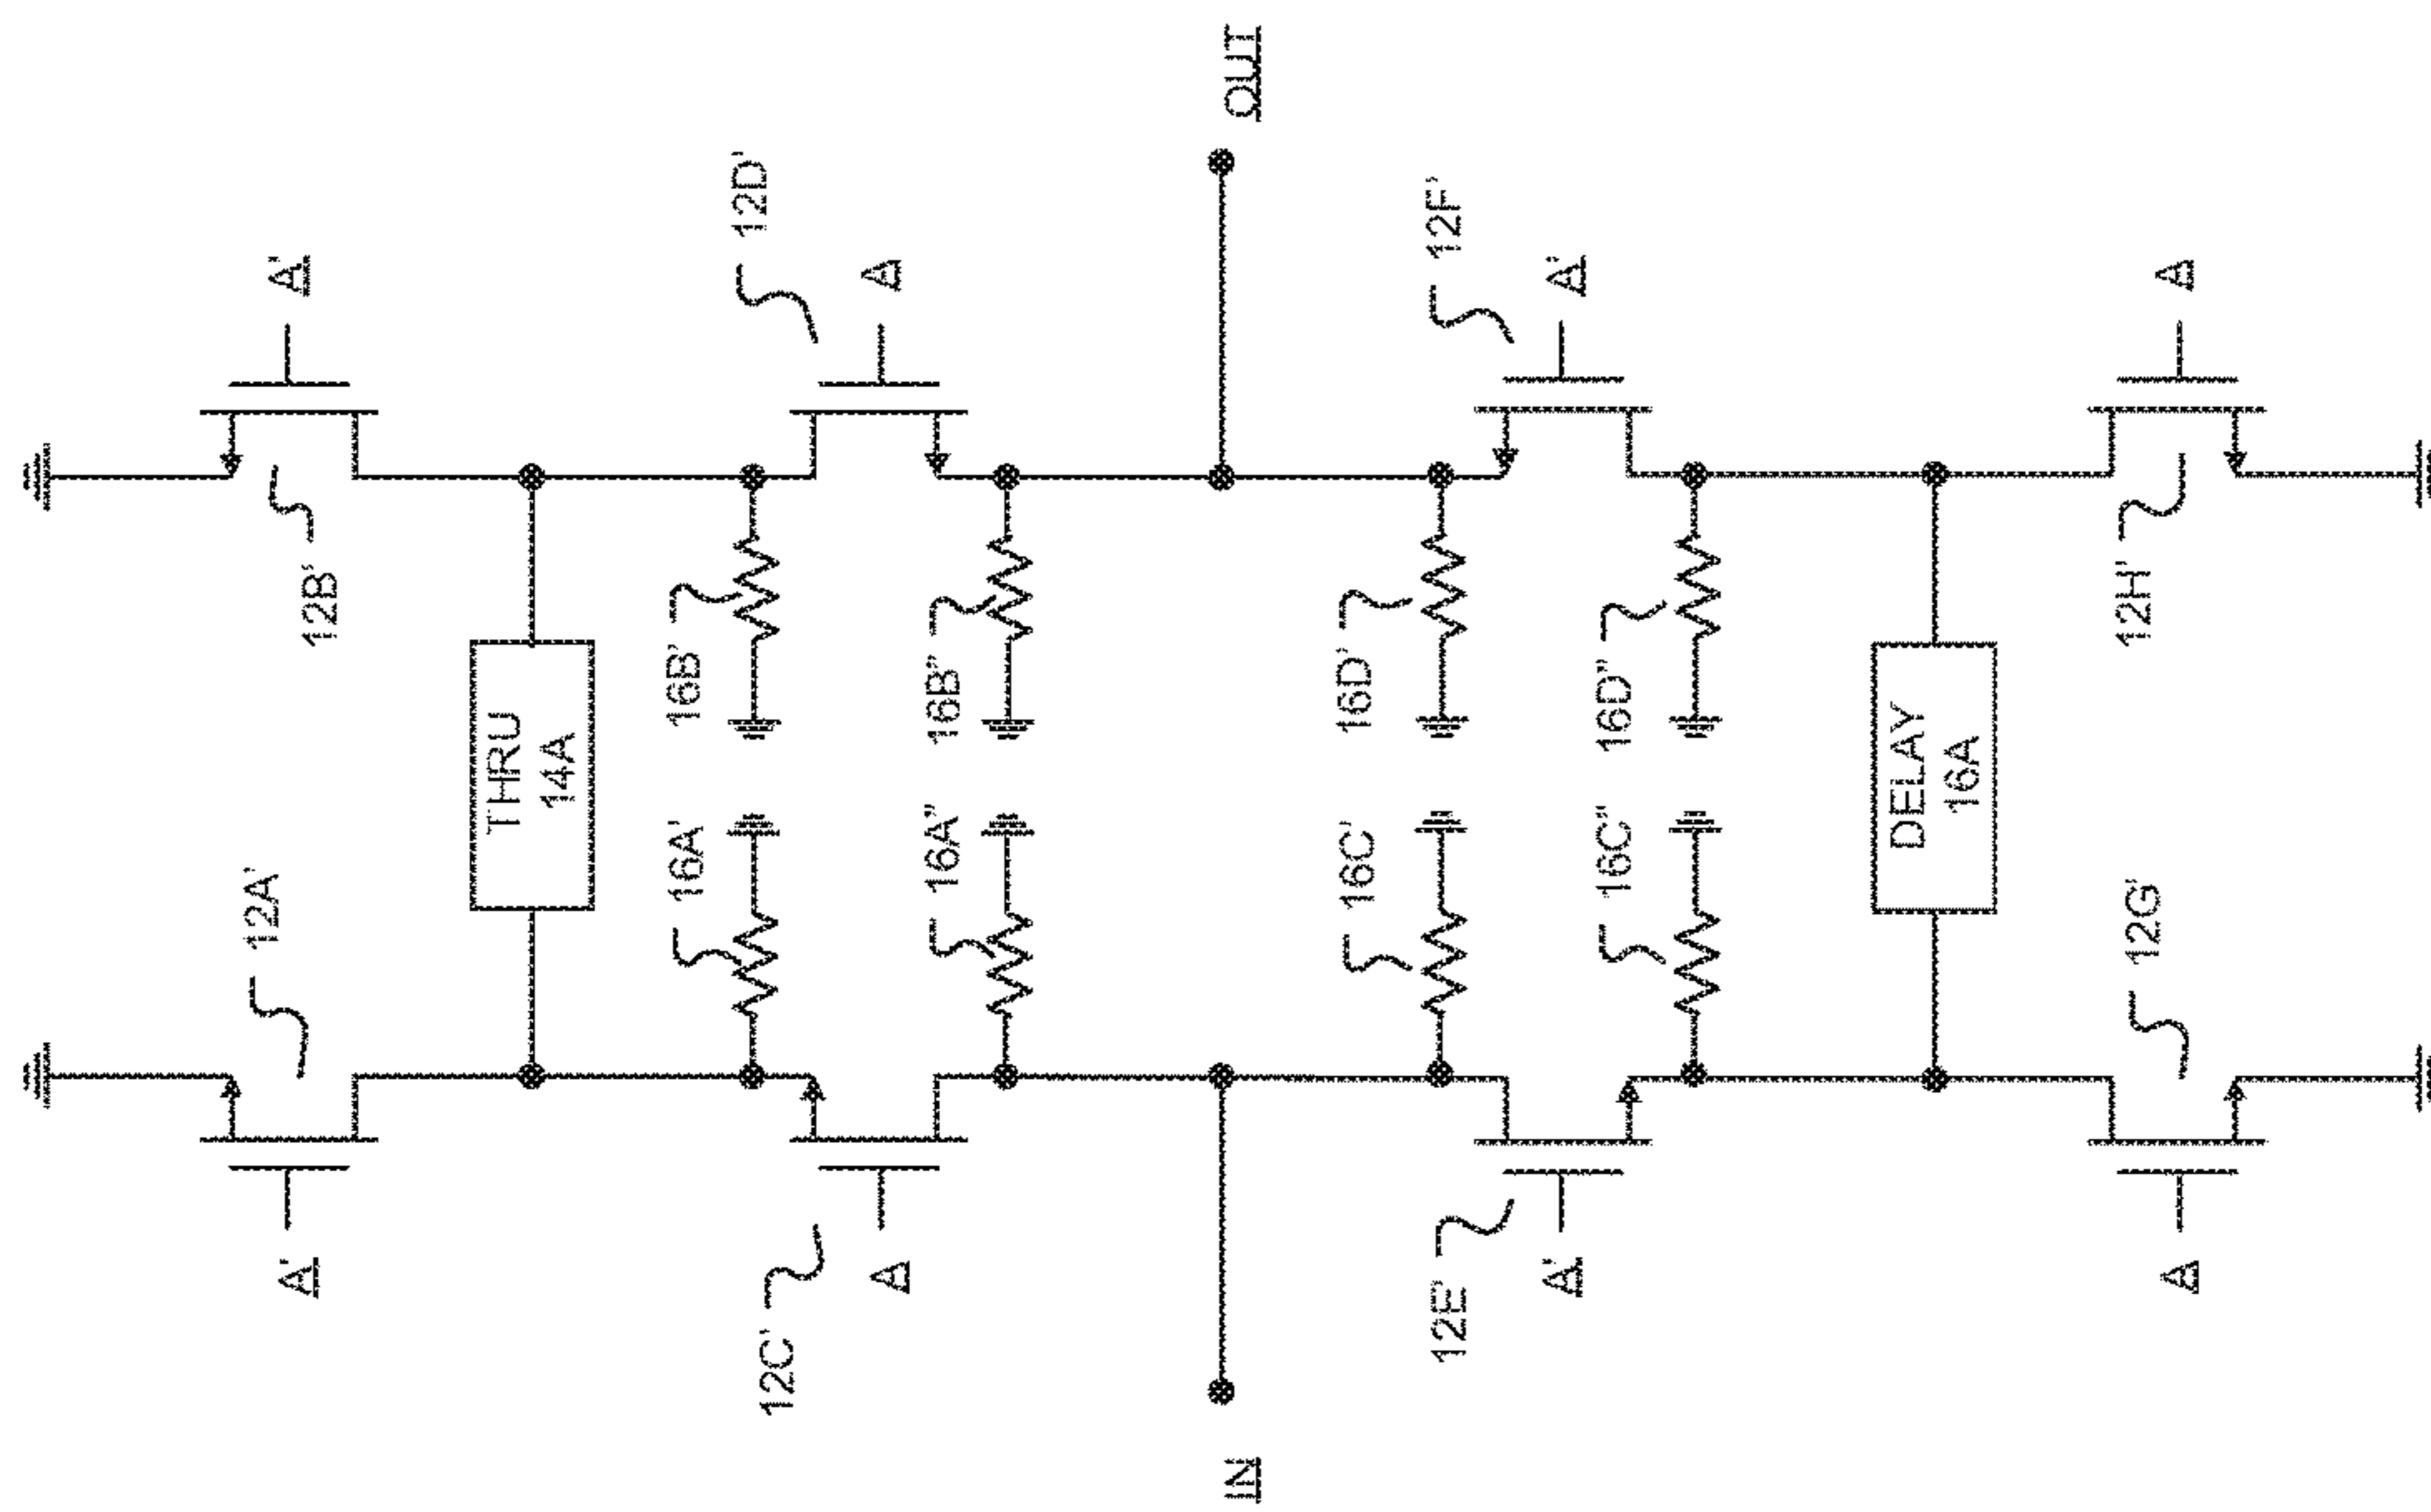 A'
12B'
12D'
A
OUT
12F'
A'
12H'
A
THRU
14A
16B'
16B"
16D'
16D"
DELAY
16A
16A'
16A"
16C'
16C"
12A'
A'
12C'
A
IN
12E'
A'
12G'
A